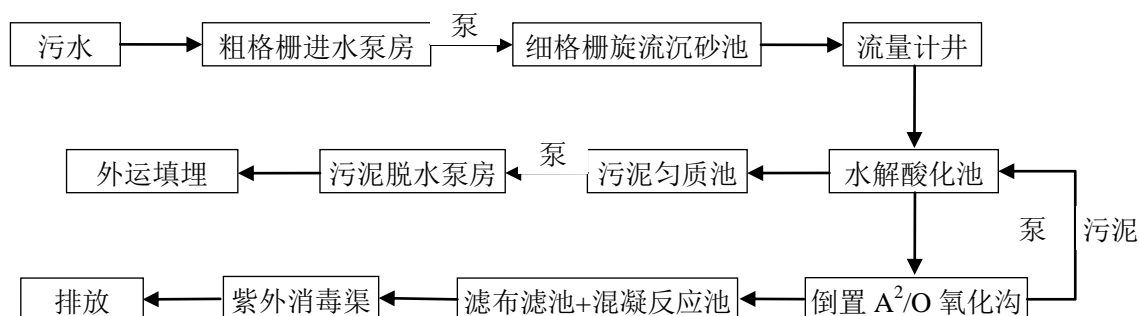 污水
粗格栅进水泵房
泵
细格栅旋流沉砂池
流量计井
外运填埋
污泥脱水泵房
泵
污泥匀质池
水解酸化池
泵
污泥
排放
紫外消毒渠
滤布滤池+混凝反应池
倒置 A²/O 氧化沟